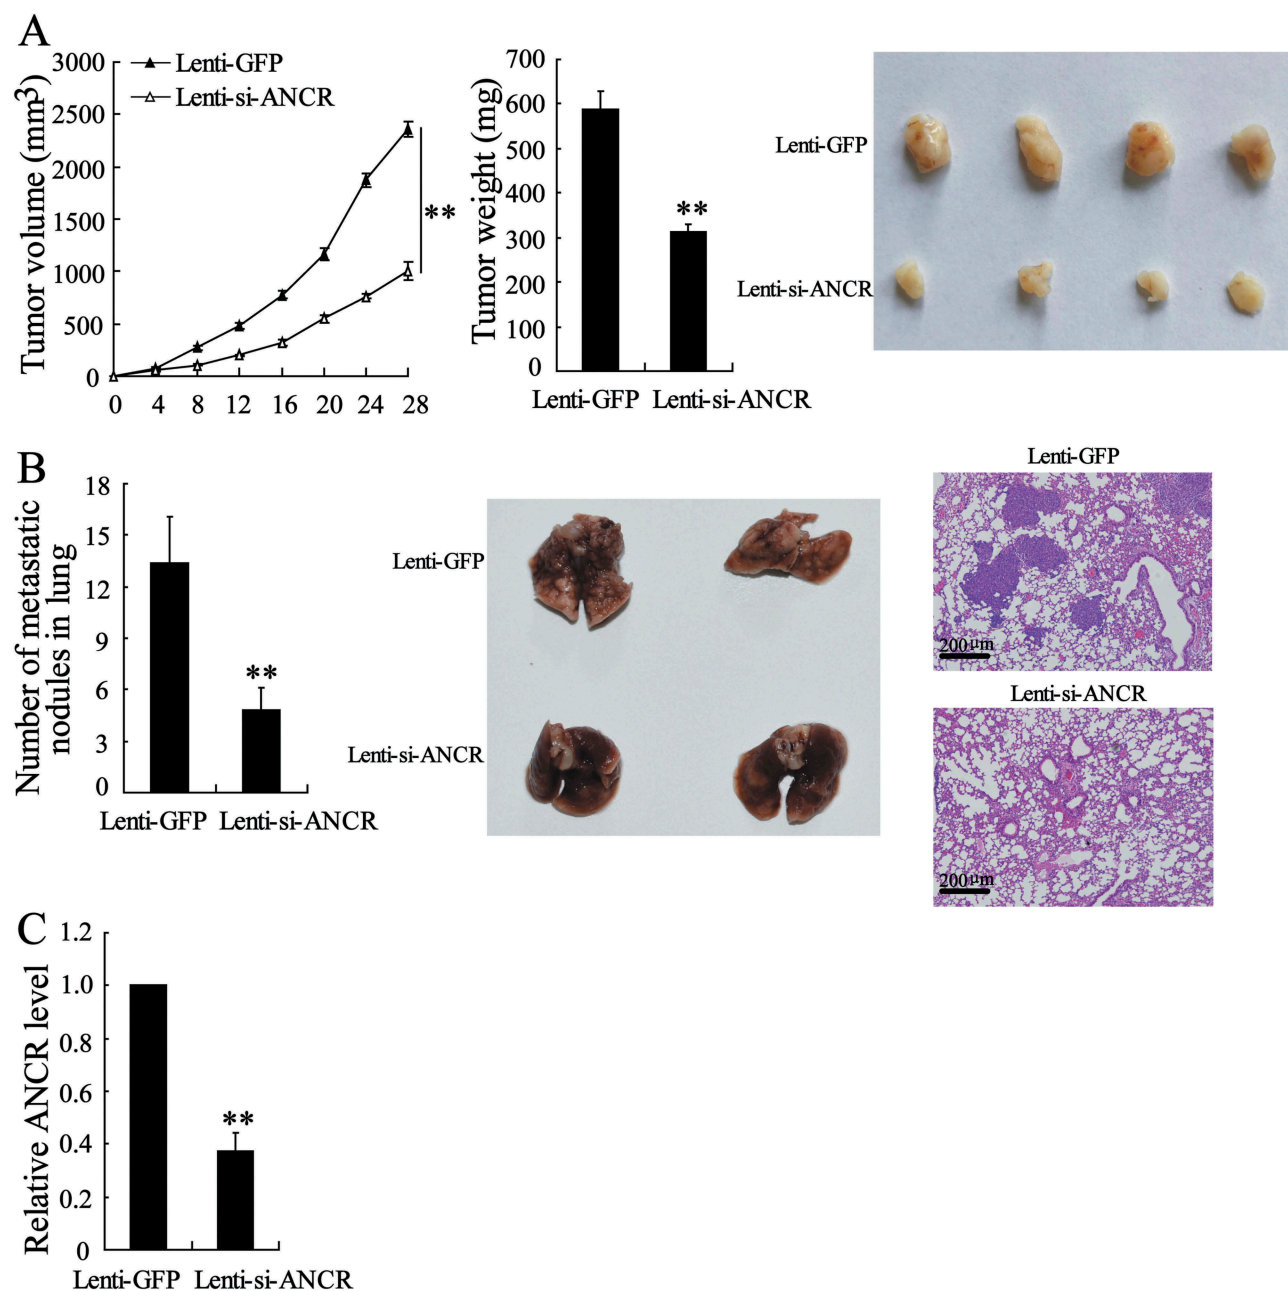 A
Tumor volume (mm3)
3000
2500
2000
1500
1000
500
0
0 4 8 12 16 20 24 28
Lenti-GFP
Lenti-si-ANCR
**
Tumor weight (mg)
700
600
500
400
300
200
100
0
**
Lenti-GFP Lenti-si-ANCR
Lenti-GFP
Lenti-si-ANCR
B
Number of metastatic
nodules in lung
18
15
12
9
6
3
0
**
Lenti-GFP Lenti-si-ANCR
Lenti-GFP
Lenti-si-ANCR
Lenti-GFP
200μm
Lenti-si-ANCR
200μm
C
Relative ANCR level
1.2
1.0
0.8
0.6
0.4
0.2
0
**
Lenti-GFP Lenti-si-ANCR